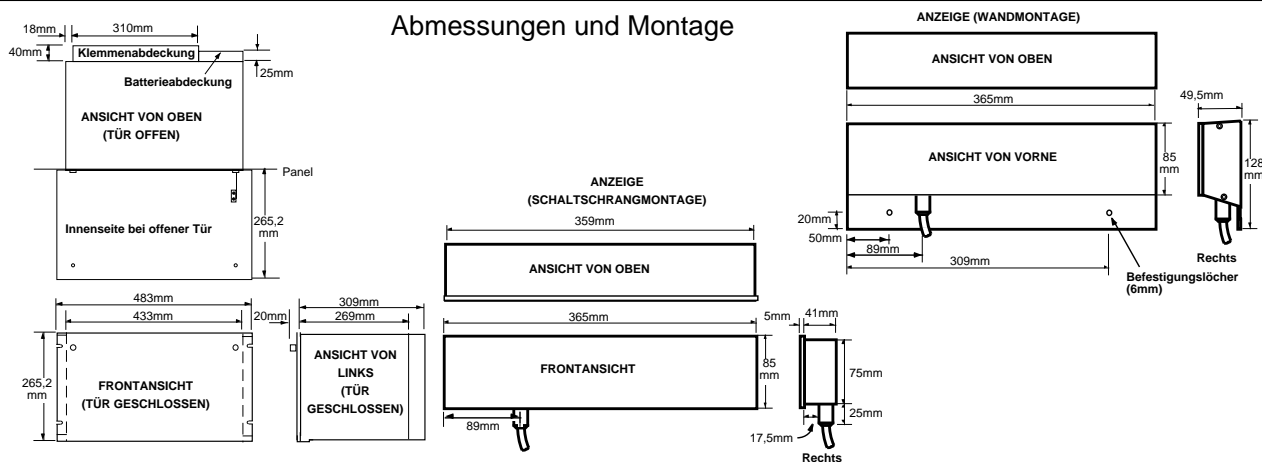 Abmessungen und Montage
18mm
310mm
40mm
Klemmenabdeckung
25mm
Batterieabdeckung
ANSICHT VON OBEN
(TÜR OFFEN)
Panel
Innenseite bei offener Tür
265,2
mm
483mm
433mm
265,2
mm
FRONTANSICHT
(TÜR GESCHLOSSEN)
309mm
20mm
269mm
ANSICHT VON
LINKS
(TÜR
GESCHLOSSEN)
ANZEIGE
(SCHALTSCHRANGMONTAGE)
359mm
ANSICHT VON OBEN
365mm
FRONTANSICHT
85
mm
89mm
5mm
41mm
75mm
25mm
17,5mm
Rechts
ANZEIGE (WANDMONTAGE)
ANSICHT VON OBEN
365mm
49,5mm
ANSICHT VON VORNE
85
mm
128
mm
20mm
50mm
89mm
309mm
Rechts
Befestigungslöcher
(6mm)